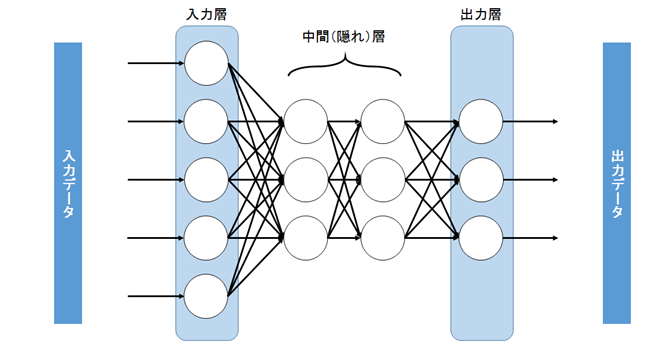 入力層
中間(隠れ)層
出力層
入力データ
出力データ